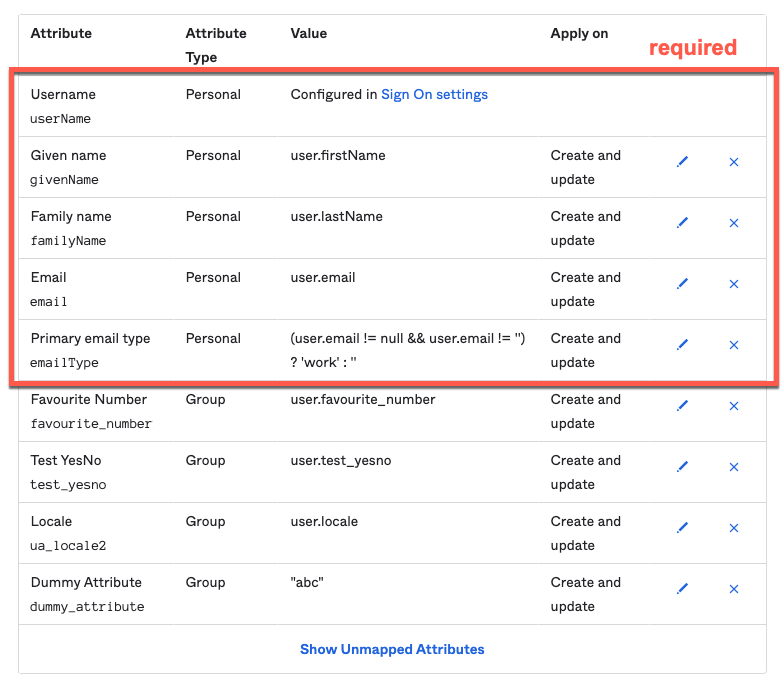 Attribute
Attribute
Type
Value
Apply on
required
Username
userName
Personal
Configured in Sign On settings
Given name
givenName
Personal
user.firstName
Create and
update
Family name
familyName
Personal
user.lastName
Create and
update
Email
email
Personal
user.email
Create and
update
Primary email type
emailType
Personal
(user.email != null && user.email != '')
? 'work' : ''
Create and
update
Favourite Number
favourite_number
Group
user.favourite_number
Create and
update
Test YesNo
test_yesno
Group
user.test_yesno
Create and
update
Locale
ua_locale2
Group
user.locale
Create and
update
Dummy Attribute
dummy_attribute
Group
"abc"
Create and
update
Show Unmapped Attributes